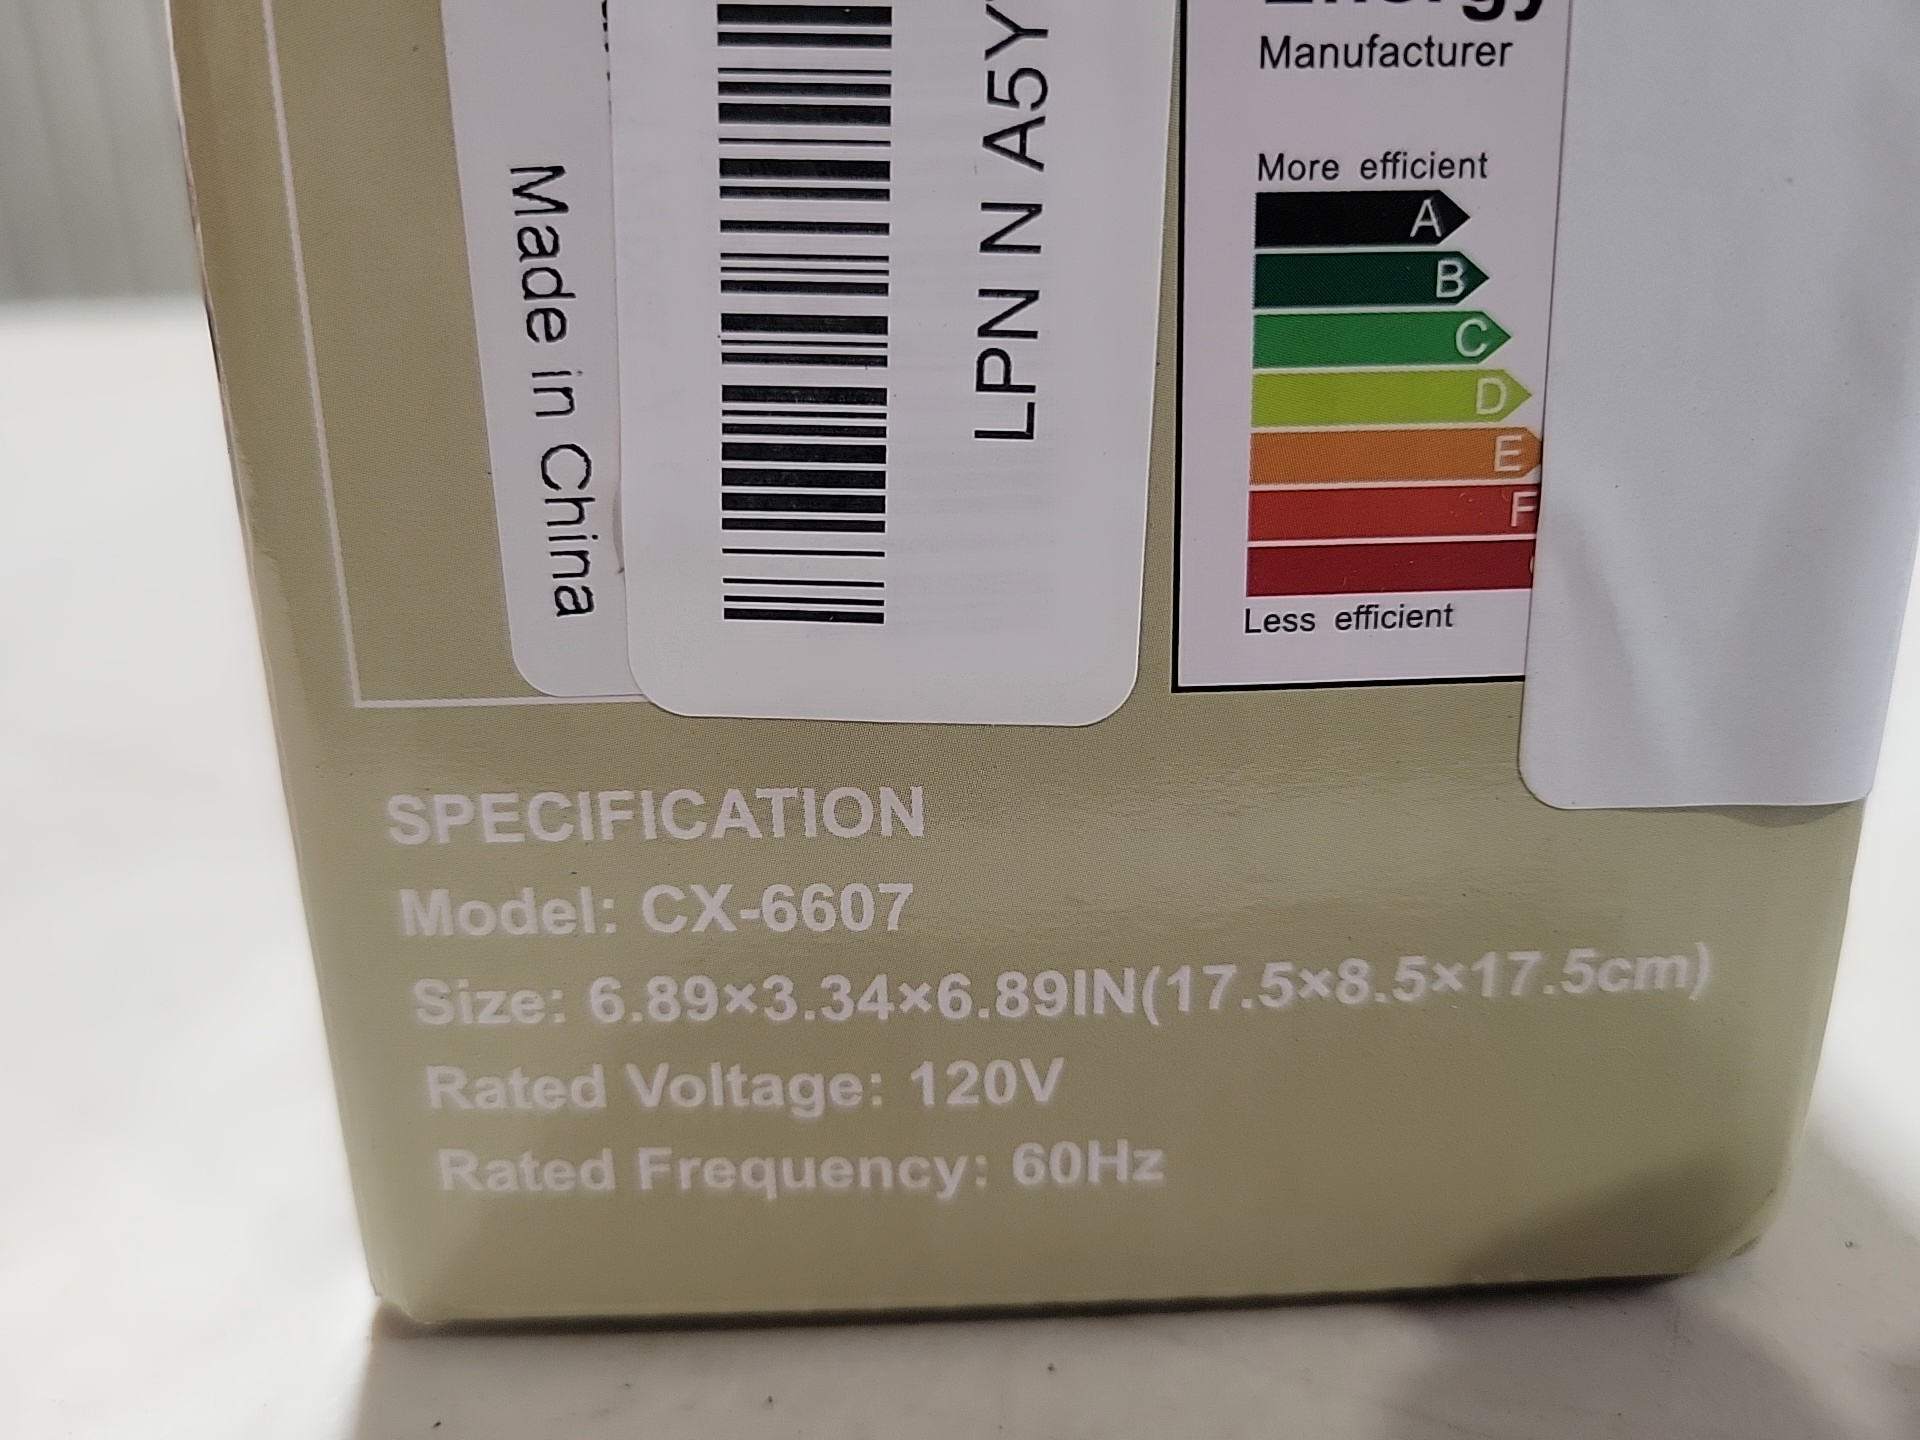 Made in China
LPN N A5Y
Energy
Manufacturer
More efficient
A
B
C
D
E
F
Less efficient
SPECIFICATION
Model: CX-6607
Size: 6.89×3.34×6.89IN(17.5×8.5×17.5cm)
Rated Voltage: 120V
Rated Frequency: 60Hz